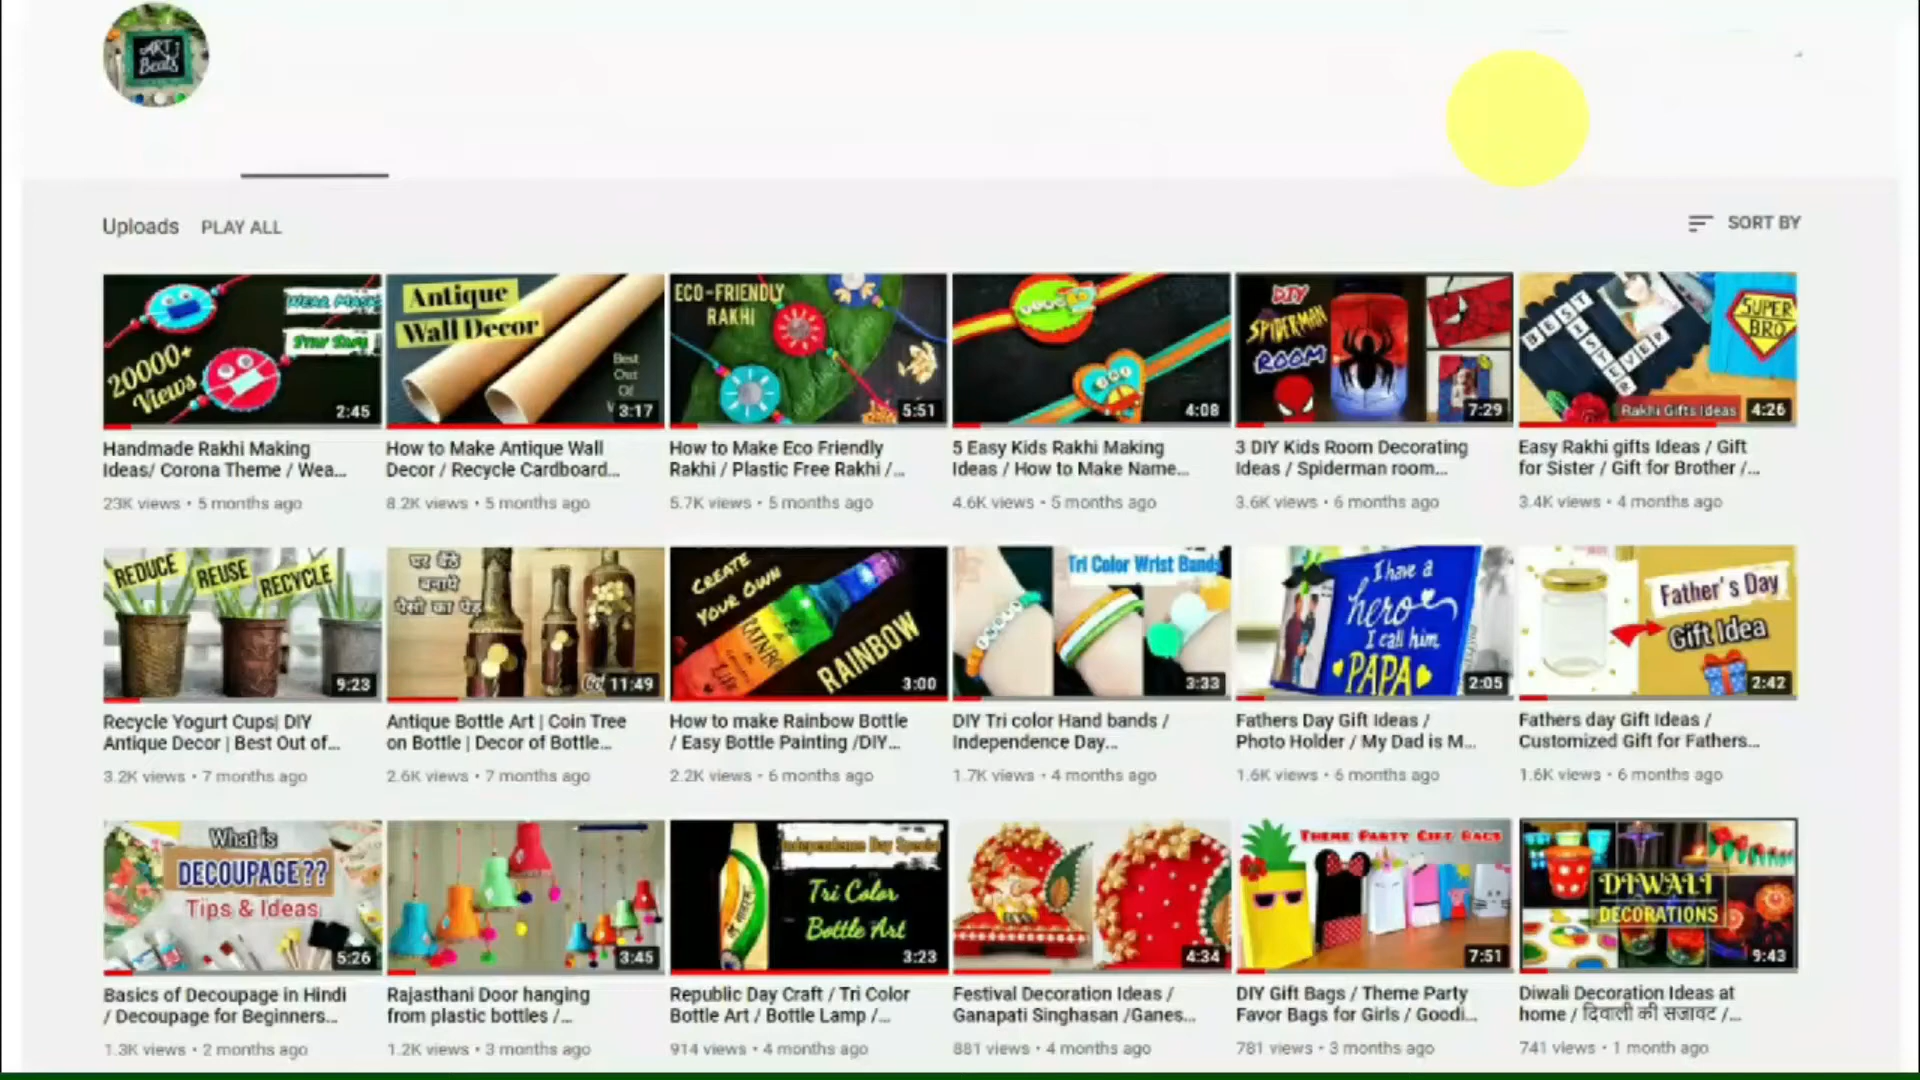 ART
Beats
Uploads PLAY ALL
SORT BY
20000+
Views
WEAR MASK
STAY SAFE
2:45
Antique
Wall Decor
Best
Out
Of
3:17
ECO-FRIENDLY
RAKHI
5:51
4:08
DIY
SPIDERMAN
ROOM
7:29
BEST
SISTER
EVER
SUPER
BRO
Rakhi Gifts Ideas
4:26
Handmade Rakhi Making
Ideas/ Corona Theme / Wea...
23K views • 5 months ago
How to Make Antique Wall
Decor / Recycle Cardboard...
8.2K views • 5 months ago
How to Make Eco Friendly
Rakhi / Plastic Free Rakhi /...
5.7K views • 5 months ago
5 Easy Kids Rakhi Making
Ideas / How to Make Name...
4.6K views • 5 months ago
3 DIY Kids Room Decorating
Ideas / Spiderman room...
3.6K views • 6 months ago
Easy Rakhi gifts Ideas / Gift
for Sister / Gift for Brother /...
3.4K views • 4 months ago
REDUCE
REUSE
RECYCLE
9:23
घर बैठे
बनाये
पैसो का पेड़
11:49
CREATE
YOUR OWN
RAINBOW
3:00
Tri Color Wrist Bands
3:33
I have a
hero
I call him
PAPA
2:05
Father's Day
Gift Idea
2:42
Recycle Yogurt Cups| DIY
Antique Decor | Best Out of...
3.2K views • 7 months ago
Antique Bottle Art | Coin Tree
on Bottle | Decor of Bottle...
2.6K views • 7 months ago
How to make Rainbow Bottle
/ Easy Bottle Painting /DIY...
2.2K views • 6 months ago
DIY Tri color Hand bands /
Independence Day...
1.7K views • 4 months ago
Fathers Day Gift Ideas /
Photo Holder / My Dad is M...
1.6K views • 6 months ago
Fathers day Gift Ideas /
Customized Gift for Fathers...
1.6K views • 6 months ago
What is
DECOUPAGE??
Tips & Ideas
5:26
3:45
Independence Day Special
Tri Color
Bottle Art
3:23
4:34
THEME PARTY GIFT BAGS
7:51
DIWALI
DECORATIONS
9:43
Basics of Decoupage in Hindi
/ Decoupage for Beginners...
1.3K views • 2 months ago
Rajasthani Door hanging
from plastic bottles /...
1.2K views • 3 months ago
Republic Day Craft / Tri Color
Bottle Art / Bottle Lamp /...
914 views • 4 months ago
Festival Decoration Ideas /
Ganapati Singhasan /Ganes...
881 views • 4 months ago
DIY Gift Bags / Theme Party
Favor Bags for Girls / Goodi...
781 views • 3 months ago
Diwali Decoration Ideas at
home / दिवाली की सजावट /...
741 views • 1 month ago